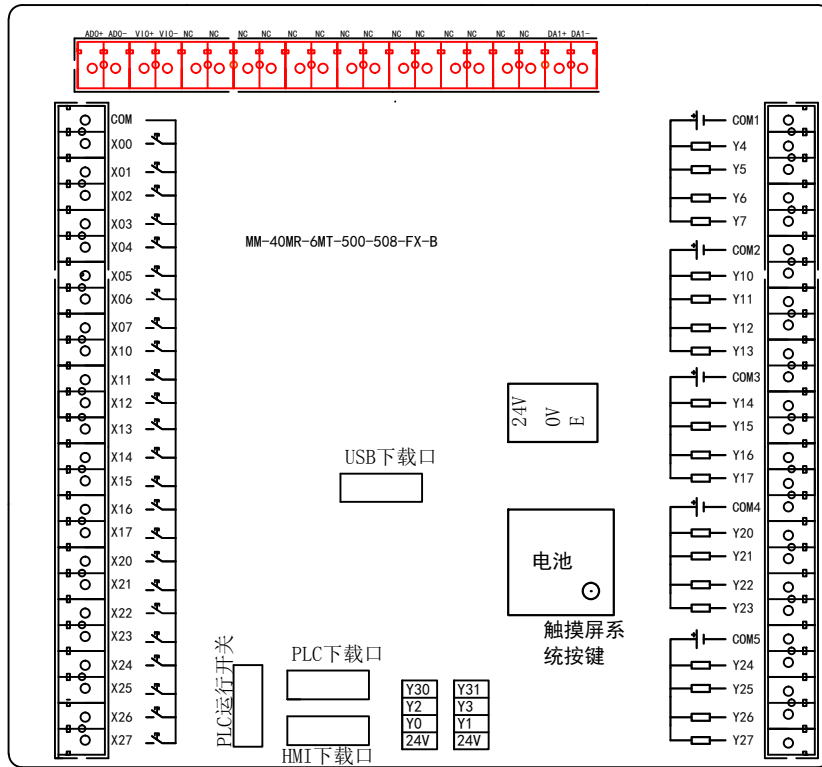 AD0+ AD0- VI0+ VI0- NC NC NC NC NC NC NC NC NC NC NC NC NC NC DA1+ DA1-
COM
X00
X01
X02
X03
X04
X05
X06
X07
X10
X11
X12
X13
X14
X15
X16
X17
X20
X21
X22
X23
X24
X25
X26
X27
MM-40MR-6MT-500-508-FX-B
24V
0V
E
USB下载口
电池
触摸屏系
统按键
PLC运行开关
PLC下载口
HMI下载口
Y30
Y2
Y0
24V
Y31
Y3
Y1
24V
COM1
Y4
Y5
Y6
Y7
COM2
Y10
Y11
Y12
Y13
COM3
Y14
Y15
Y16
Y17
COM4
Y20
Y21
Y22
Y23
COM5
Y24
Y25
Y26
Y27